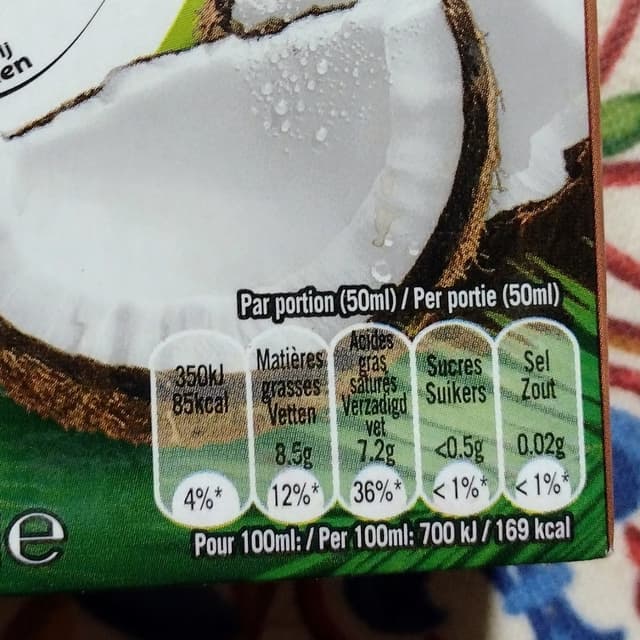 ij
en
Par portion (50ml) / Per portie (50ml)
350kJ
85kcal
4%*
Matières
grasses
Vetten
8.5g
12%*
Acides
gras
saturés
Verzadigd
vet
7.2g
36%*
Sucres
Suikers
<0.5g
<1%*
Sel
Zout
0.02g
<1%*
Pour 100ml: / Per 100ml: 700 kJ / 169 kcal
e